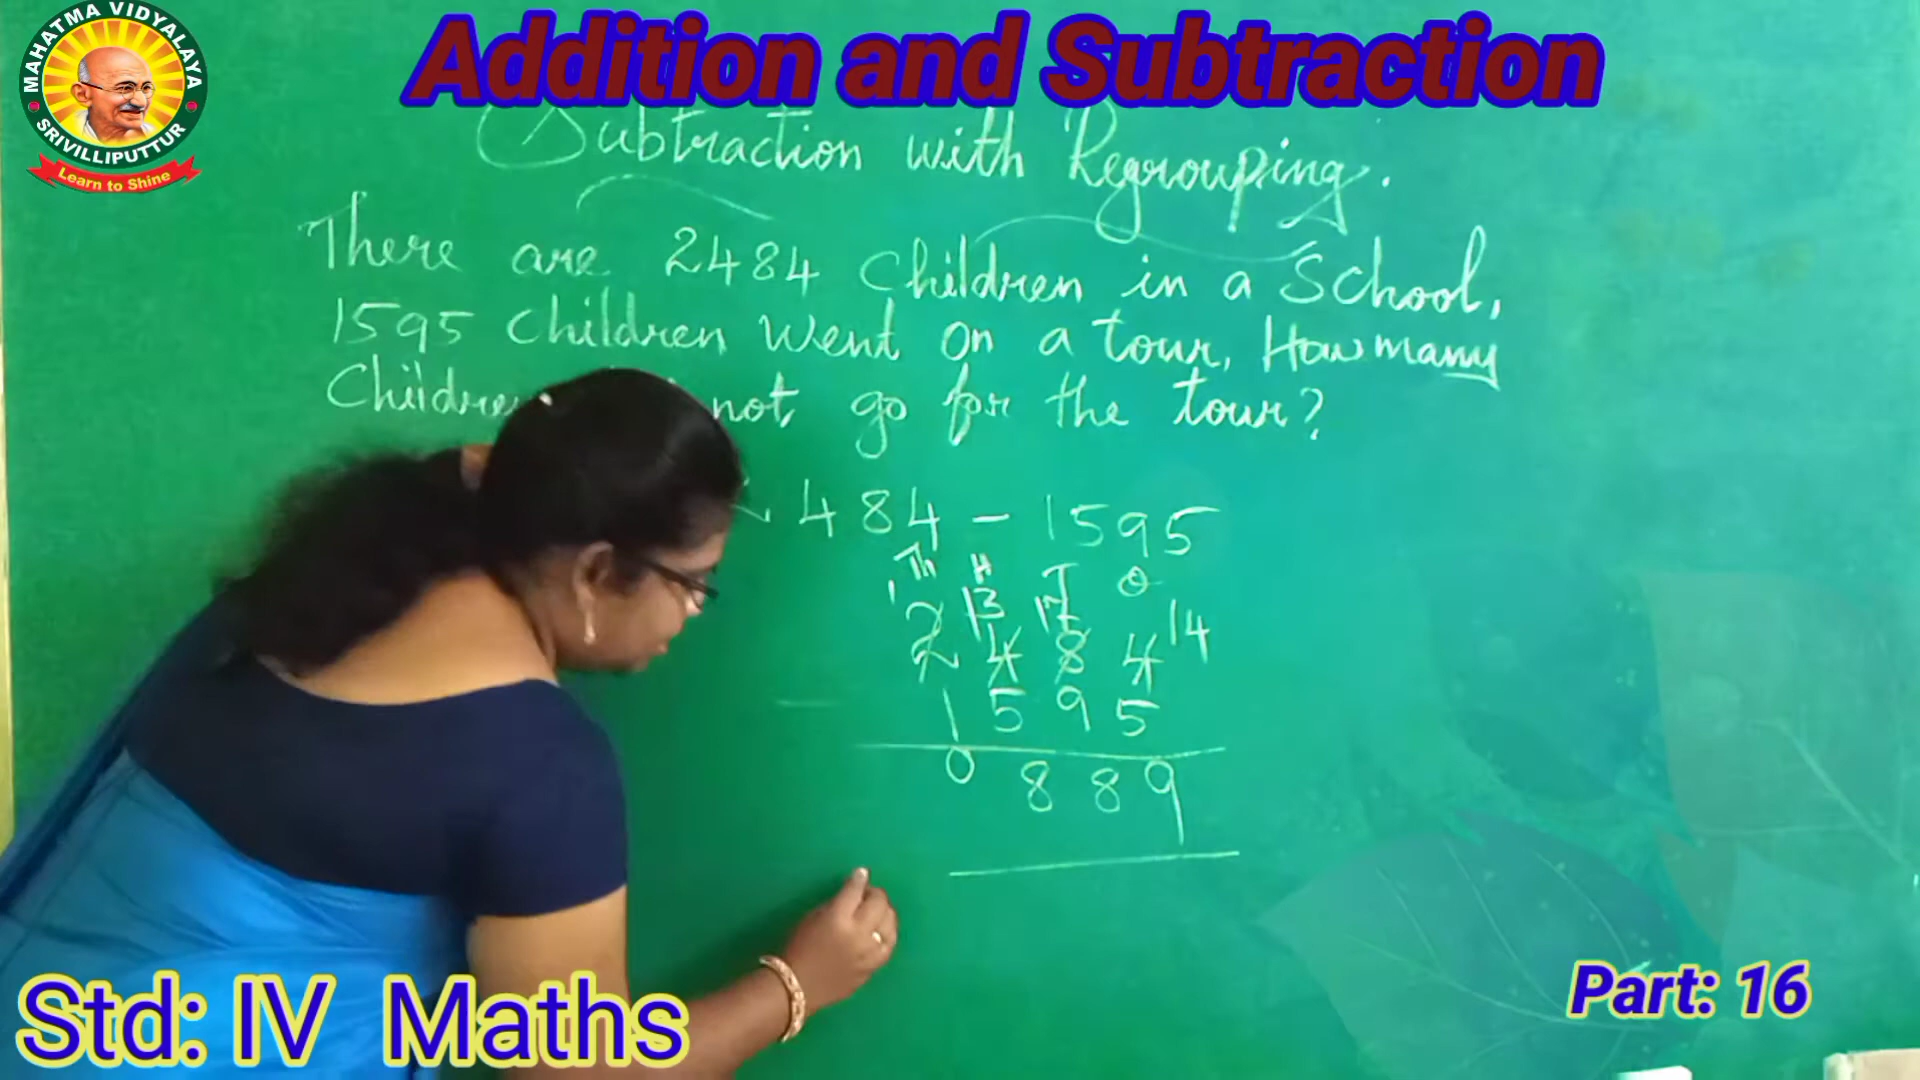 MAHATMA VIDYALAYA
SRIVILLIPUTTUR
Learn to Shine
Addition and Subtraction
Subtraction with Regrouping.
There are 2484 Children in a School,
1595 Children went on a tour, How many
Children not go for the tour?
484 - 1595
Th H T O
1 13 17 14
2 4 8 4
- 1 5 9 5
0 8 8 9
Std: IV Maths
Part: 16